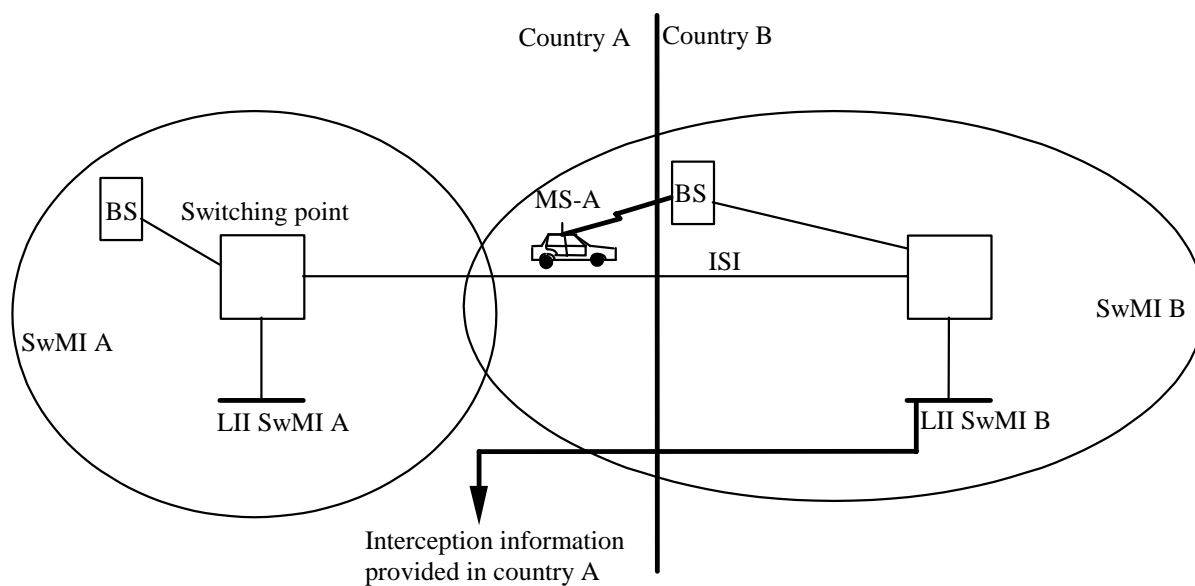 Country A
Country B
BS
Switching point
MS-A
BS
ISI
SwMI A
SwMI B
LII SwMI A
LII SwMI B
Interception information
provided in country A